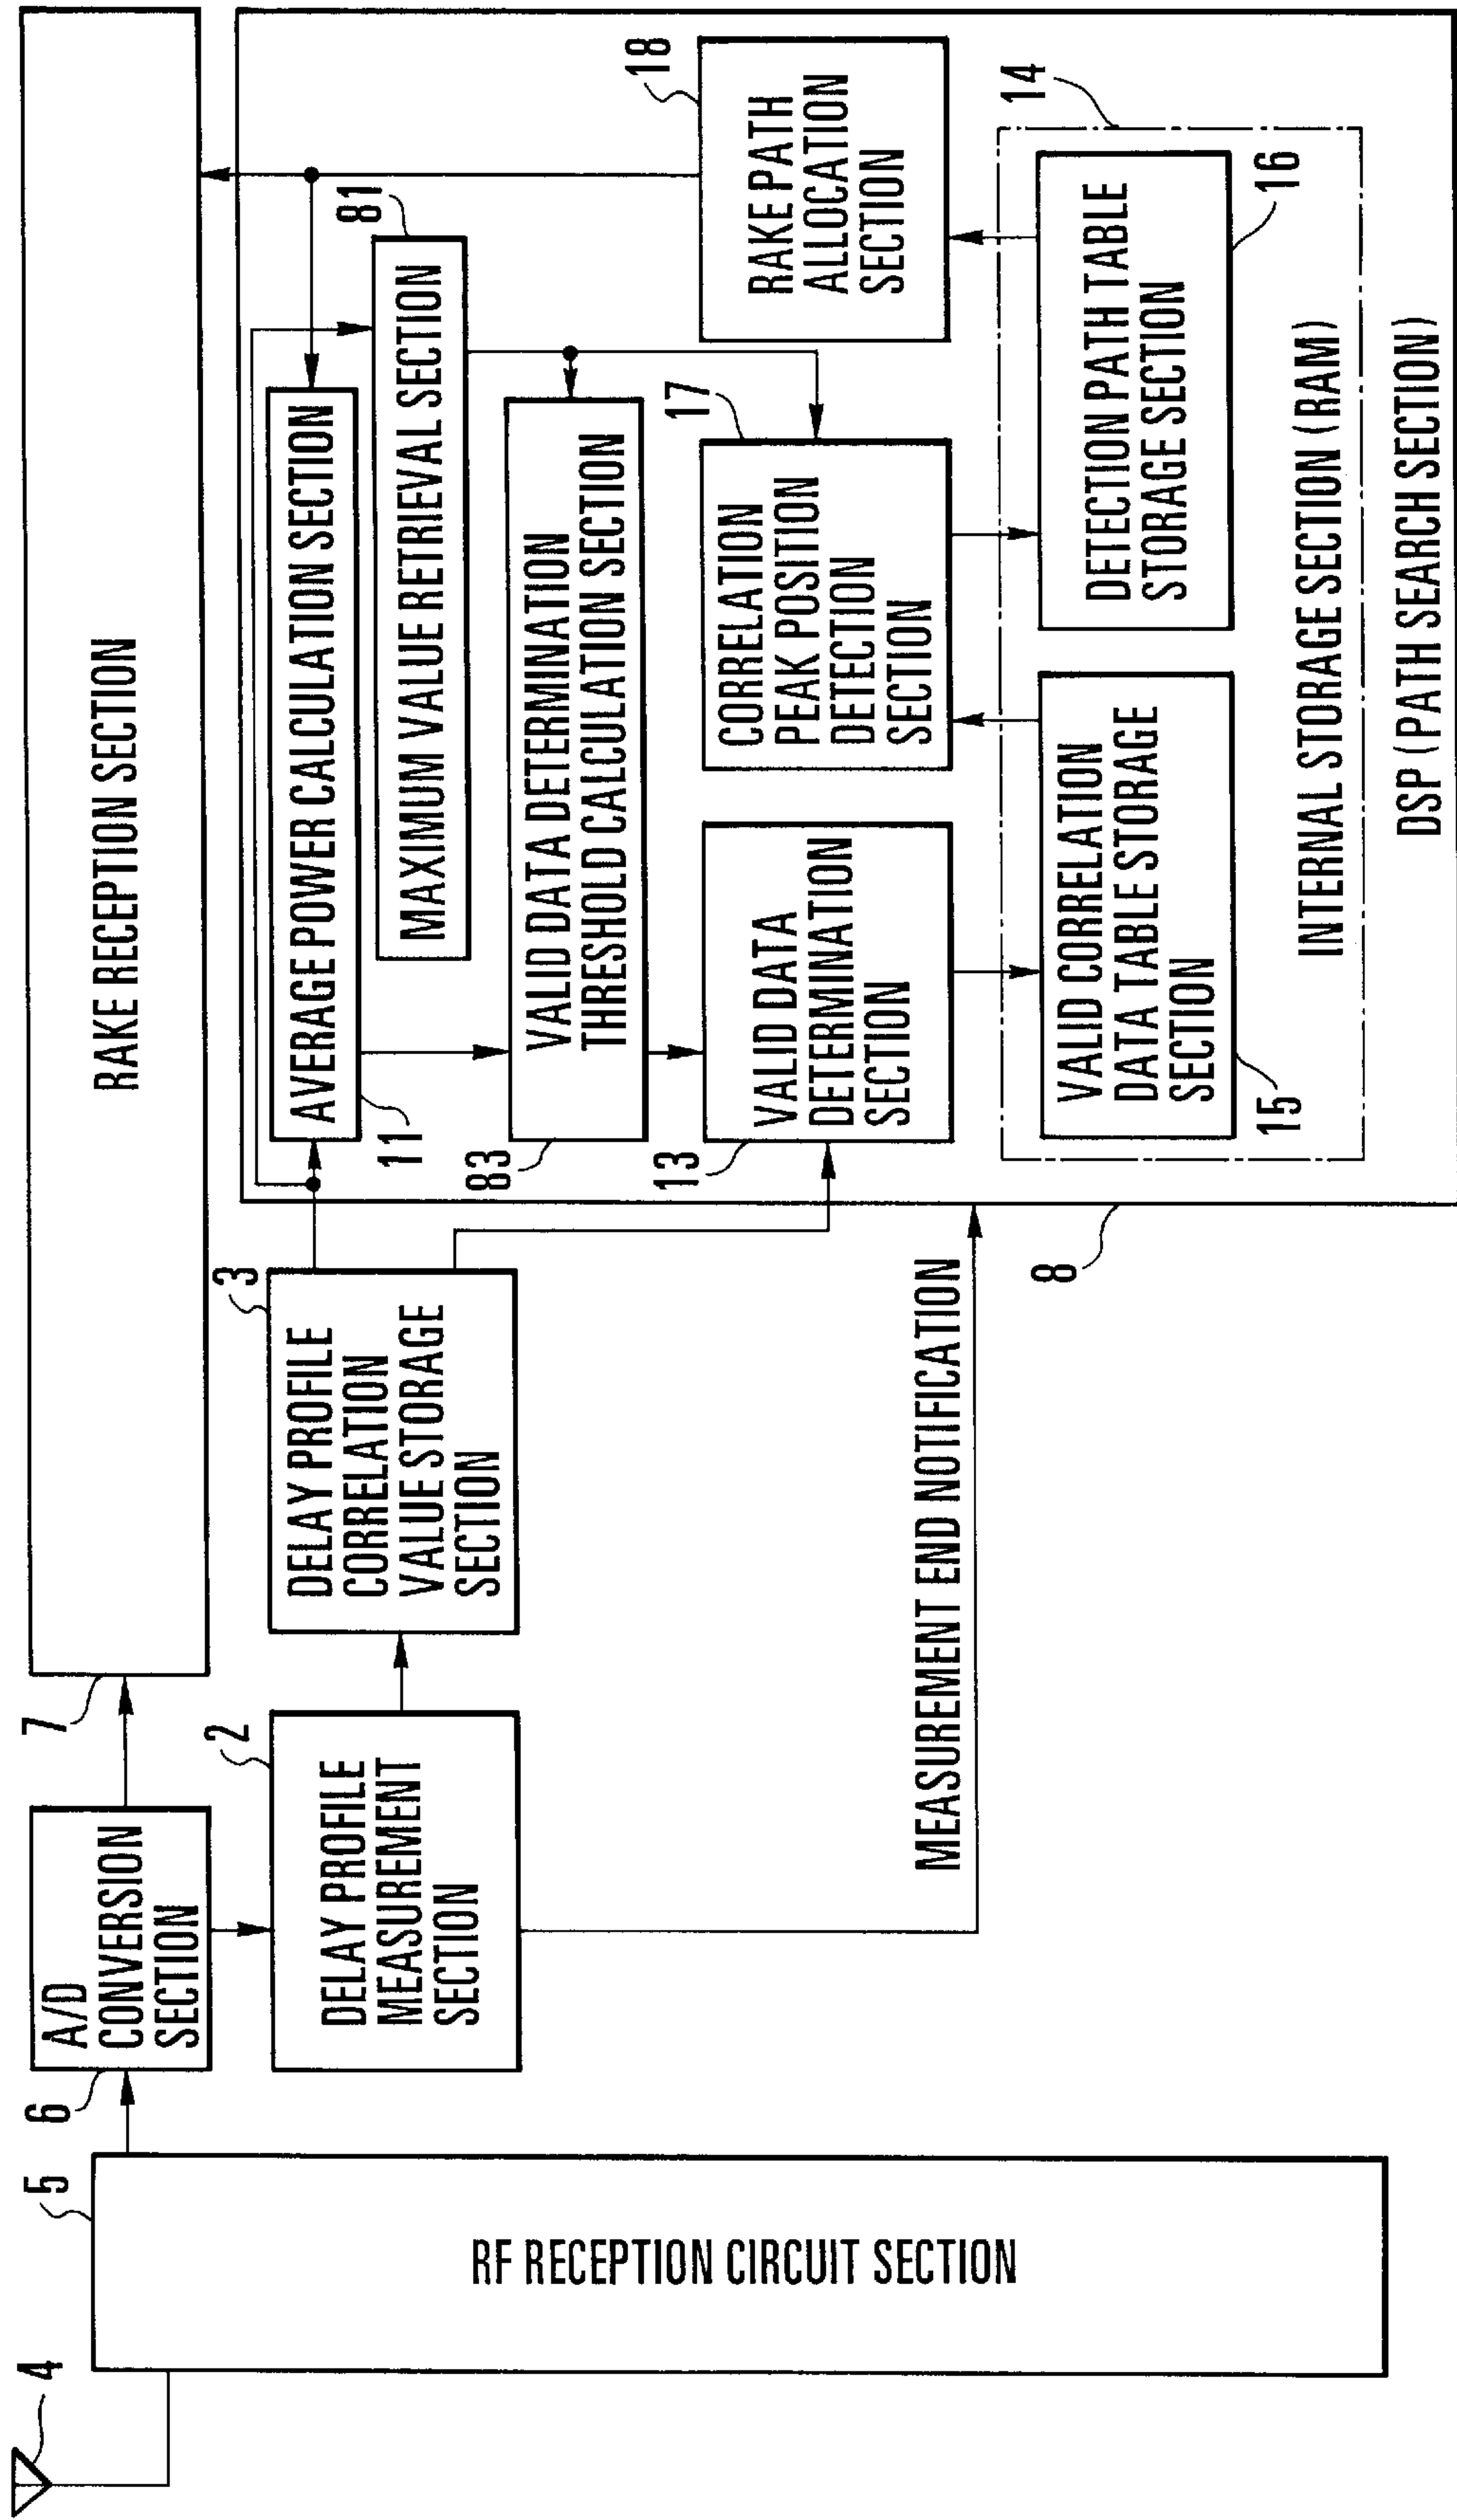 4
5
RF RECEPTION CIRCUIT SECTION
6
A/D
CONVERSION
SECTION
7
RAKE RECEPTION SECTION
2
DELAY PROFILE
MEASUREMENT
SECTION
3
DELAY PROFILE
CORRELATION
VALUE STORAGE
SECTION
MEASUREMENT END NOTIFICATION
8
11
AVERAGE POWER CALCULATION SECTION
81
MAXIMUM VALUE RETRIEVAL SECTION
83
VALID DATA DETERMINATION
THRESHOLD CALCULATION SECTION
13
VALID DATA
DETERMINATION
SECTION
17
CORRELATION
PEAK POSITION
DETECTION
SECTION
18
RAKE PATH
ALLOCATION
SECTION
14
15
VALID CORRELATION
DATA TABLE STORAGE
SECTION
16
DETECTION PATH TABLE
STORAGE SECTION
INTERNAL STORAGE SECTION (RAM)
DSP (PATH SEARCH SECTION)